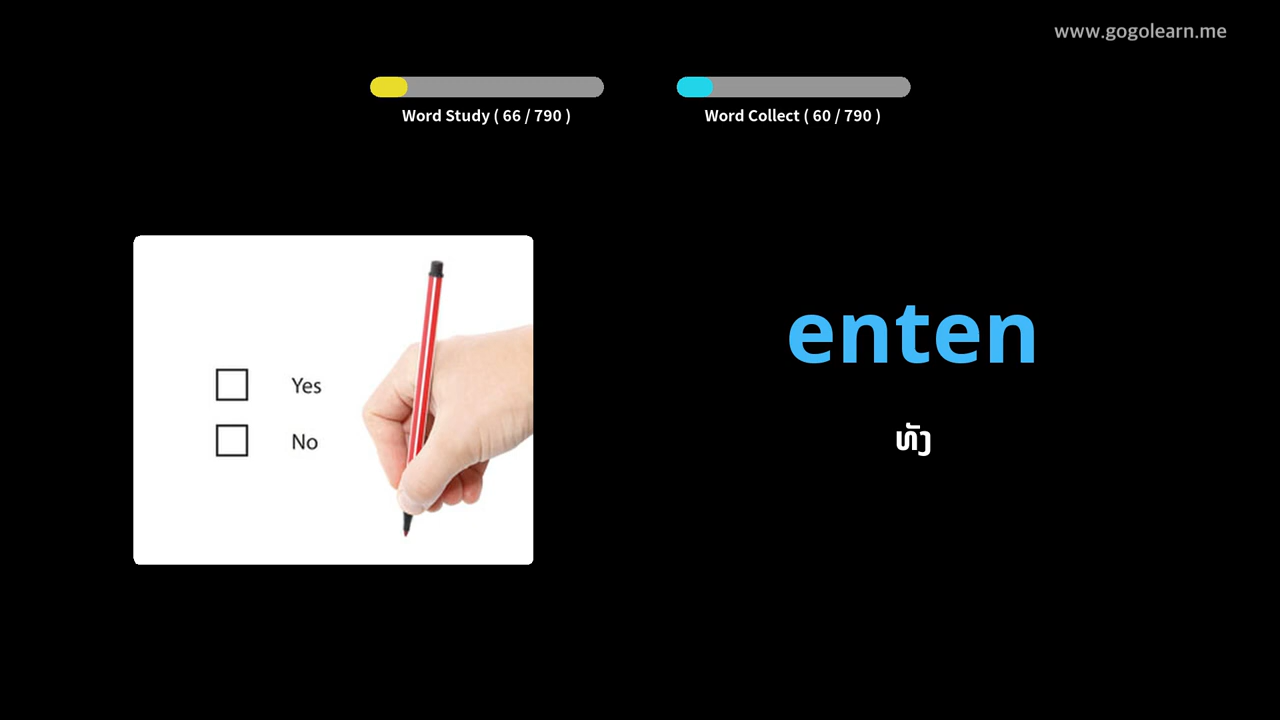 www.gogolearn.me
Word Study ( 66 / 790 )
Word Collect ( 60 / 790 )
Yes
No
enten
ທັງ